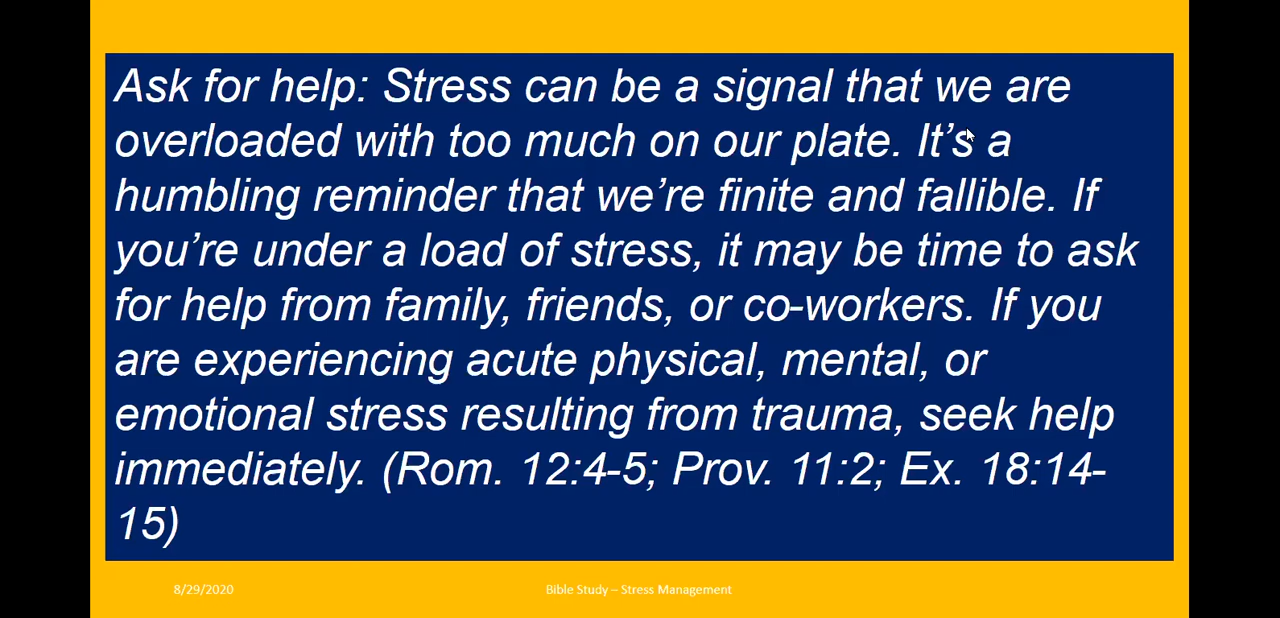 Ask for help: Stress can be a signal that we are
overloaded with too much on our plate. It’s a
humbling reminder that we’re finite and fallible. If
you’re under a load of stress, it may be time to ask
for help from family, friends, or co-workers. If you
are experiencing acute physical, mental, or
emotional stress resulting from trauma, seek help
immediately. (Rom. 12:4-5; Prov. 11:2; Ex. 18:14-
15)
8/29/2020
Bible Study – Stress Management